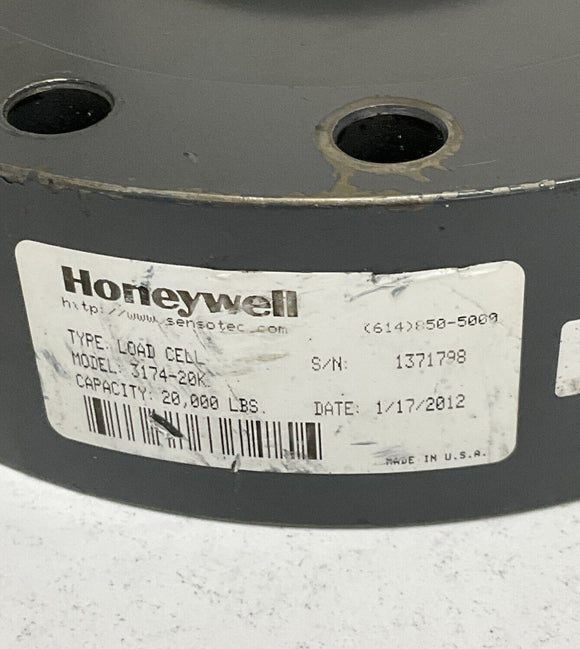 Honeywell
http://www.sensotec.com
(614)850-5000
TYPE: LOAD CELL
S/N: 1371798
MODEL: 3174-20K
CAPACITY: 20,000 LBS.
DATE: 1/17/2012
MADE IN U.S.A.